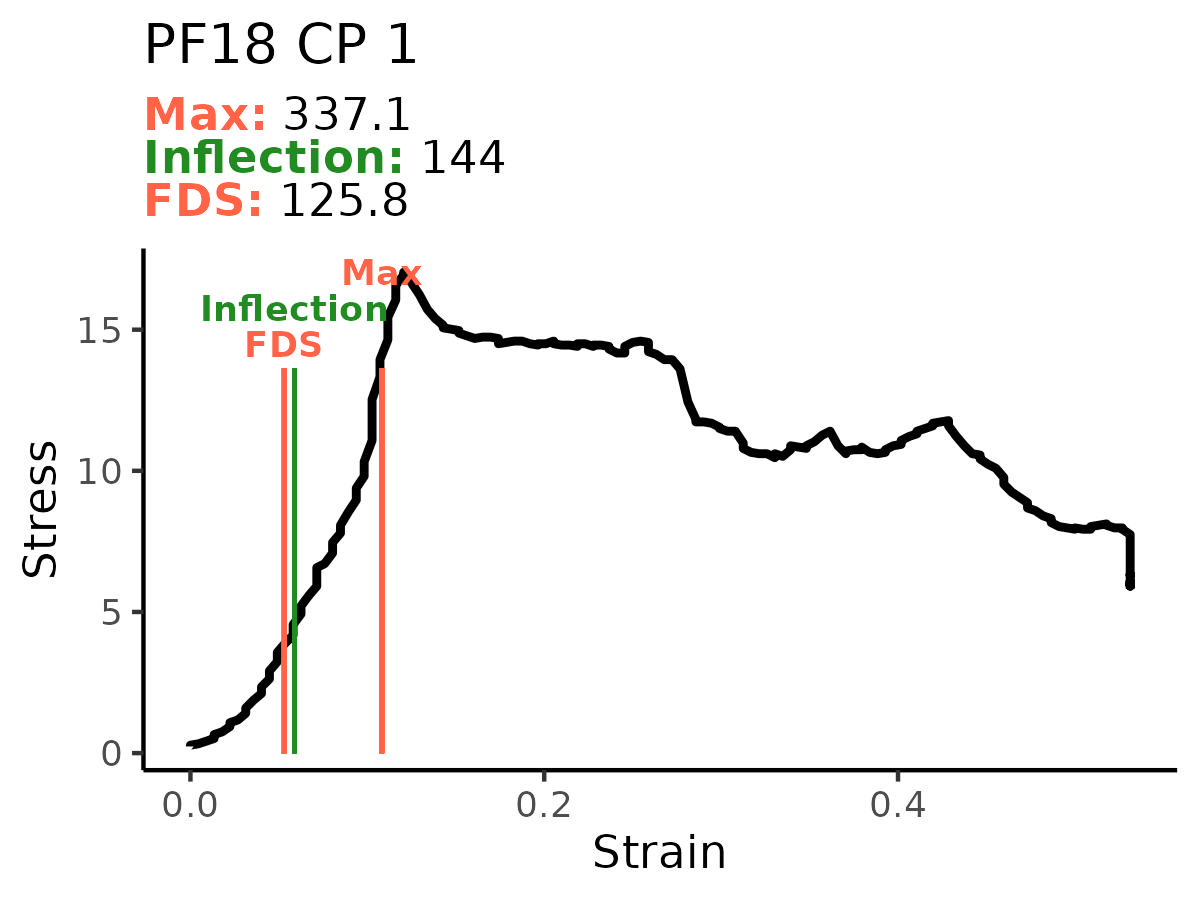 PF18 CP 1
Max: 337.1
Inflection: 144
FDS: 125.8
Max
Inflection
FDS
15
10
5
0
Stress
0.0 0.2 0.4
Strain